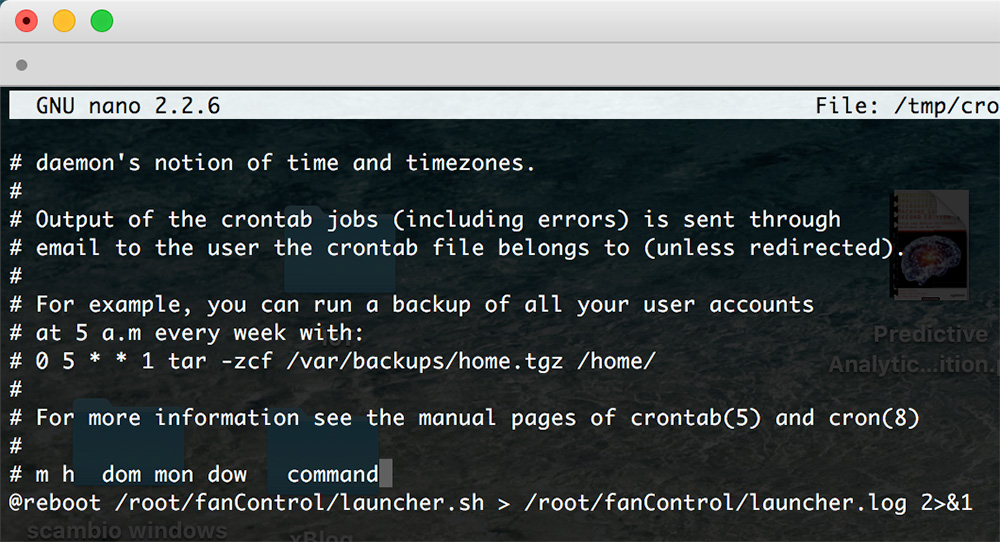 GNU nano 2.2.6 File: /tmp/cro
# daemon's notion of time and timezones.
#
# Output of the crontab jobs (including errors) is sent through
# email to the user the crontab file belongs to (unless redirected).
#
# For example, you can run a backup of all your user accounts
# at 5 a.m every week with:
# 0 5 * * 1 tar -zcf /var/backups/home.tgz /home/
#
# For more information see the manual pages of crontab(5) and cron(8)
#
# m h  dom mon dow   command
@reboot /root/fanControl/launcher.sh > /root/fanControl/launcher.log 2>&1
Predictive
Analytic...ition.
scambio windows
xBlog